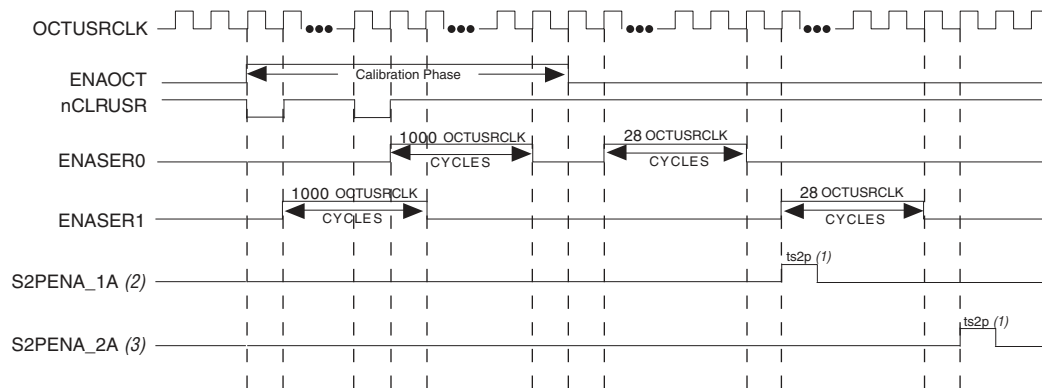 OCTUSRCLK
ENAOCT
Calibration Phase
nCLRUSR
ENASER0
1000 OCTUSRCLK
CYCLES
28 OCTUSRCLK
CYCLES
ENASER1
1000 OCTUSRCLK
CYCLES
28 OCTUSRCLK
CYCLES
S2PENA_1A (2)
ts2p (1)
S2PENA_2A (3)
ts2p (1)